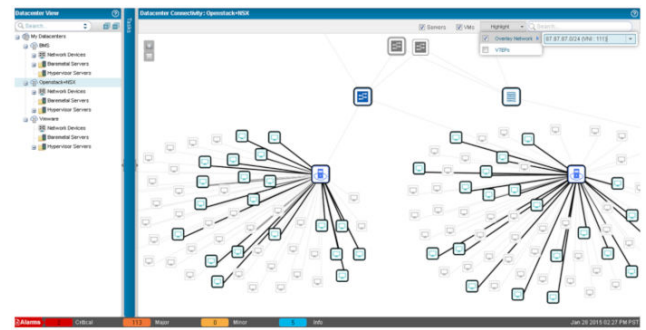 Datacenter View
Search
My Datacenters
BMS
Network Devices
Baremetal Servers
Hypervisor Servers
Openstack+NSX
Network Devices
Baremetal Servers
Hypervisor Servers
Vmware
Network Devices
Baremetal Servers
Hypervisor Servers
Tasks
Datacenter Connectivity: Openstack+NSX
Servers
VMs
Highlight
Search
Overlay Network
VTEPs
Alarms
Critical
113 Major
0 Minor
Info
Jan 20 2015 02:27 PM PST